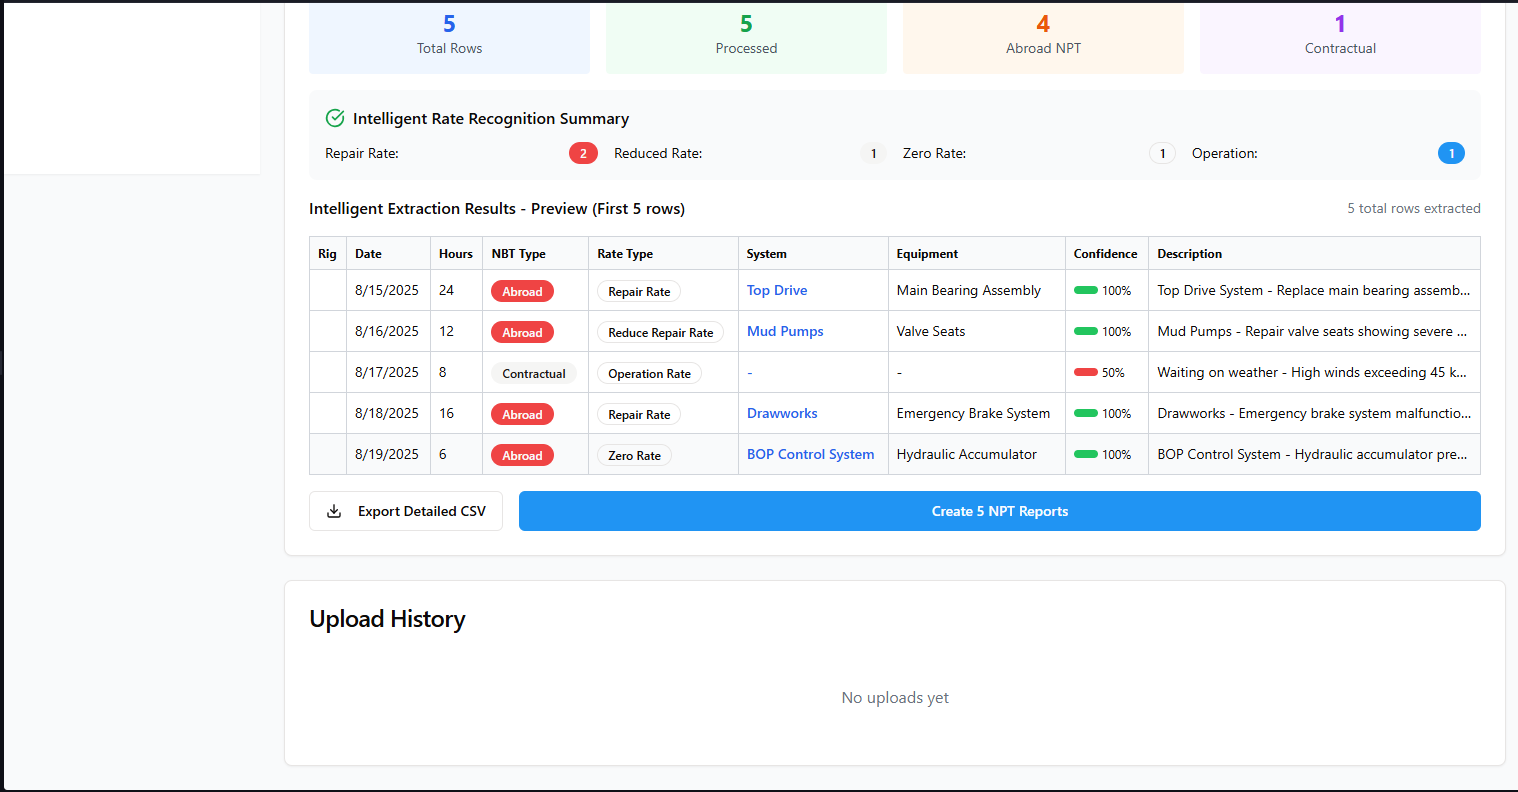 5
Total Rows
5
Processed
4
Abroad NPT
1
Contractual
Intelligent Rate Recognition Summary
Repair Rate: 2 Reduced Rate: 1 Zero Rate: 1 Operation: 1
Intelligent Extraction Results - Preview (First 5 rows) 5 total rows extracted
Rig Date Hours NBT Type Rate Type System Equipment Confidence Description
8/15/2025 24 Abroad Repair Rate Top Drive Main Bearing Assembly 100% Top Drive System - Replace main bearing assemb...
8/16/2025 12 Abroad Reduce Repair Rate Mud Pumps Valve Seats 100% Mud Pumps - Repair valve seats showing severe ...
8/17/2025 8 Contractual Operation Rate - - 50% Waiting on weather - High winds exceeding 45 k...
8/18/2025 16 Abroad Repair Rate Drawworks Emergency Brake System 100% Drawworks - Emergency brake system malfunctio...
8/19/2025 6 Abroad Zero Rate BOP Control System Hydraulic Accumulator 100% BOP Control System - Hydraulic accumulator pre...
Export Detailed CSV Create 5 NPT Reports
Upload History
No uploads yet